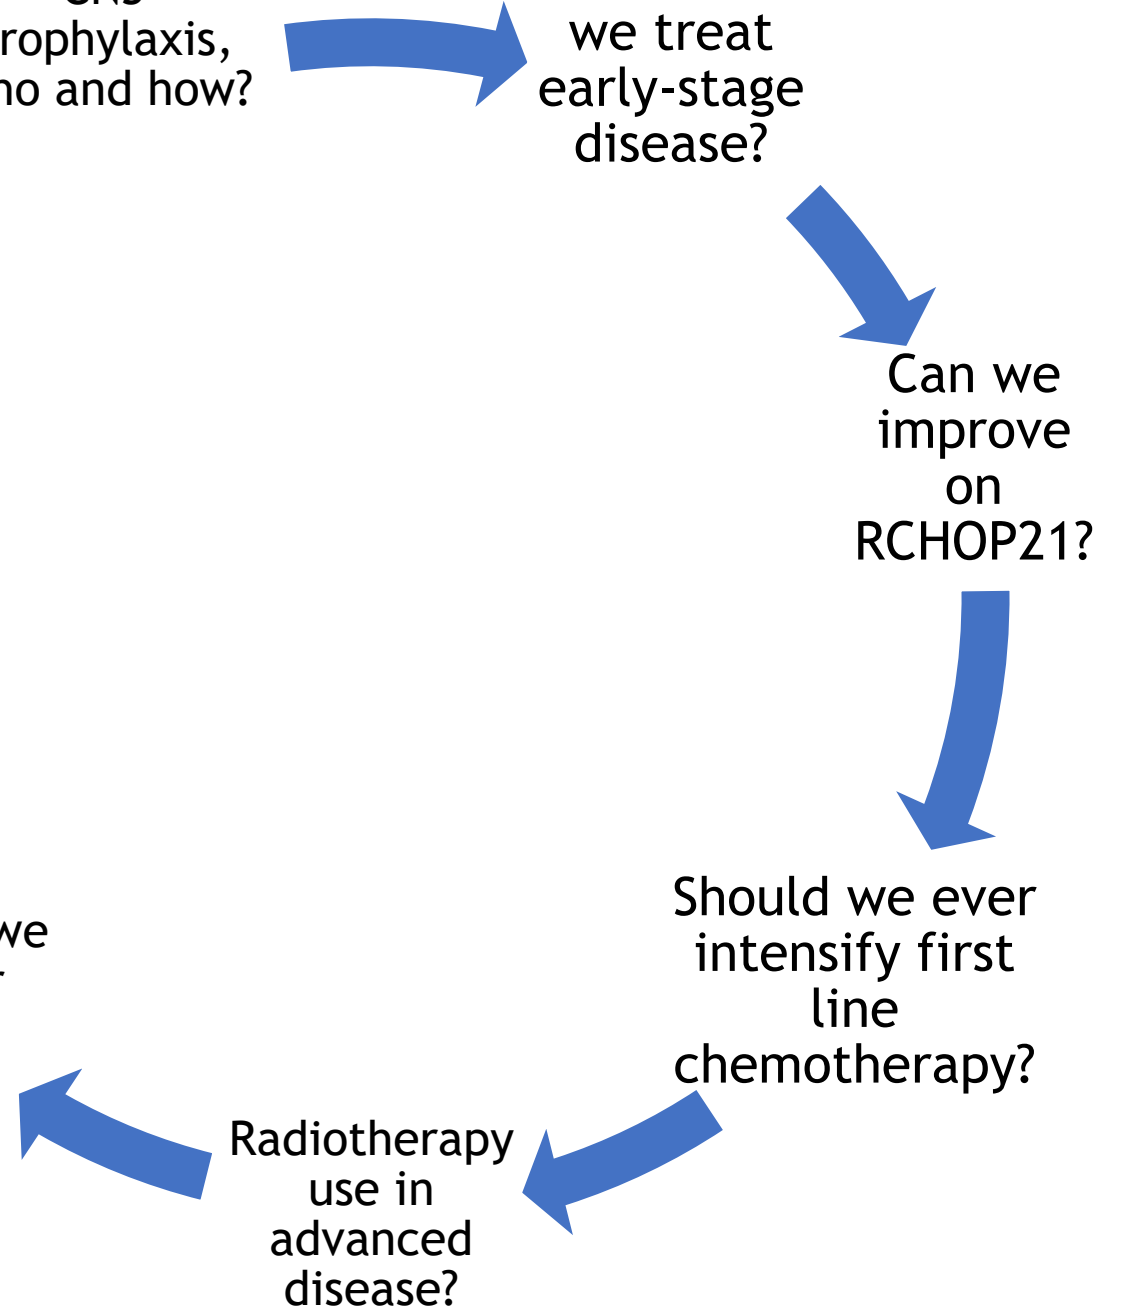 rophylaxis,
and how?
we treat
early-stage
disease?
Can we
improve
on
RCHOP21?
Should we ever
intensify first
line
chemotherapy?
Radiotherapy
use in
advanced
disease?
we